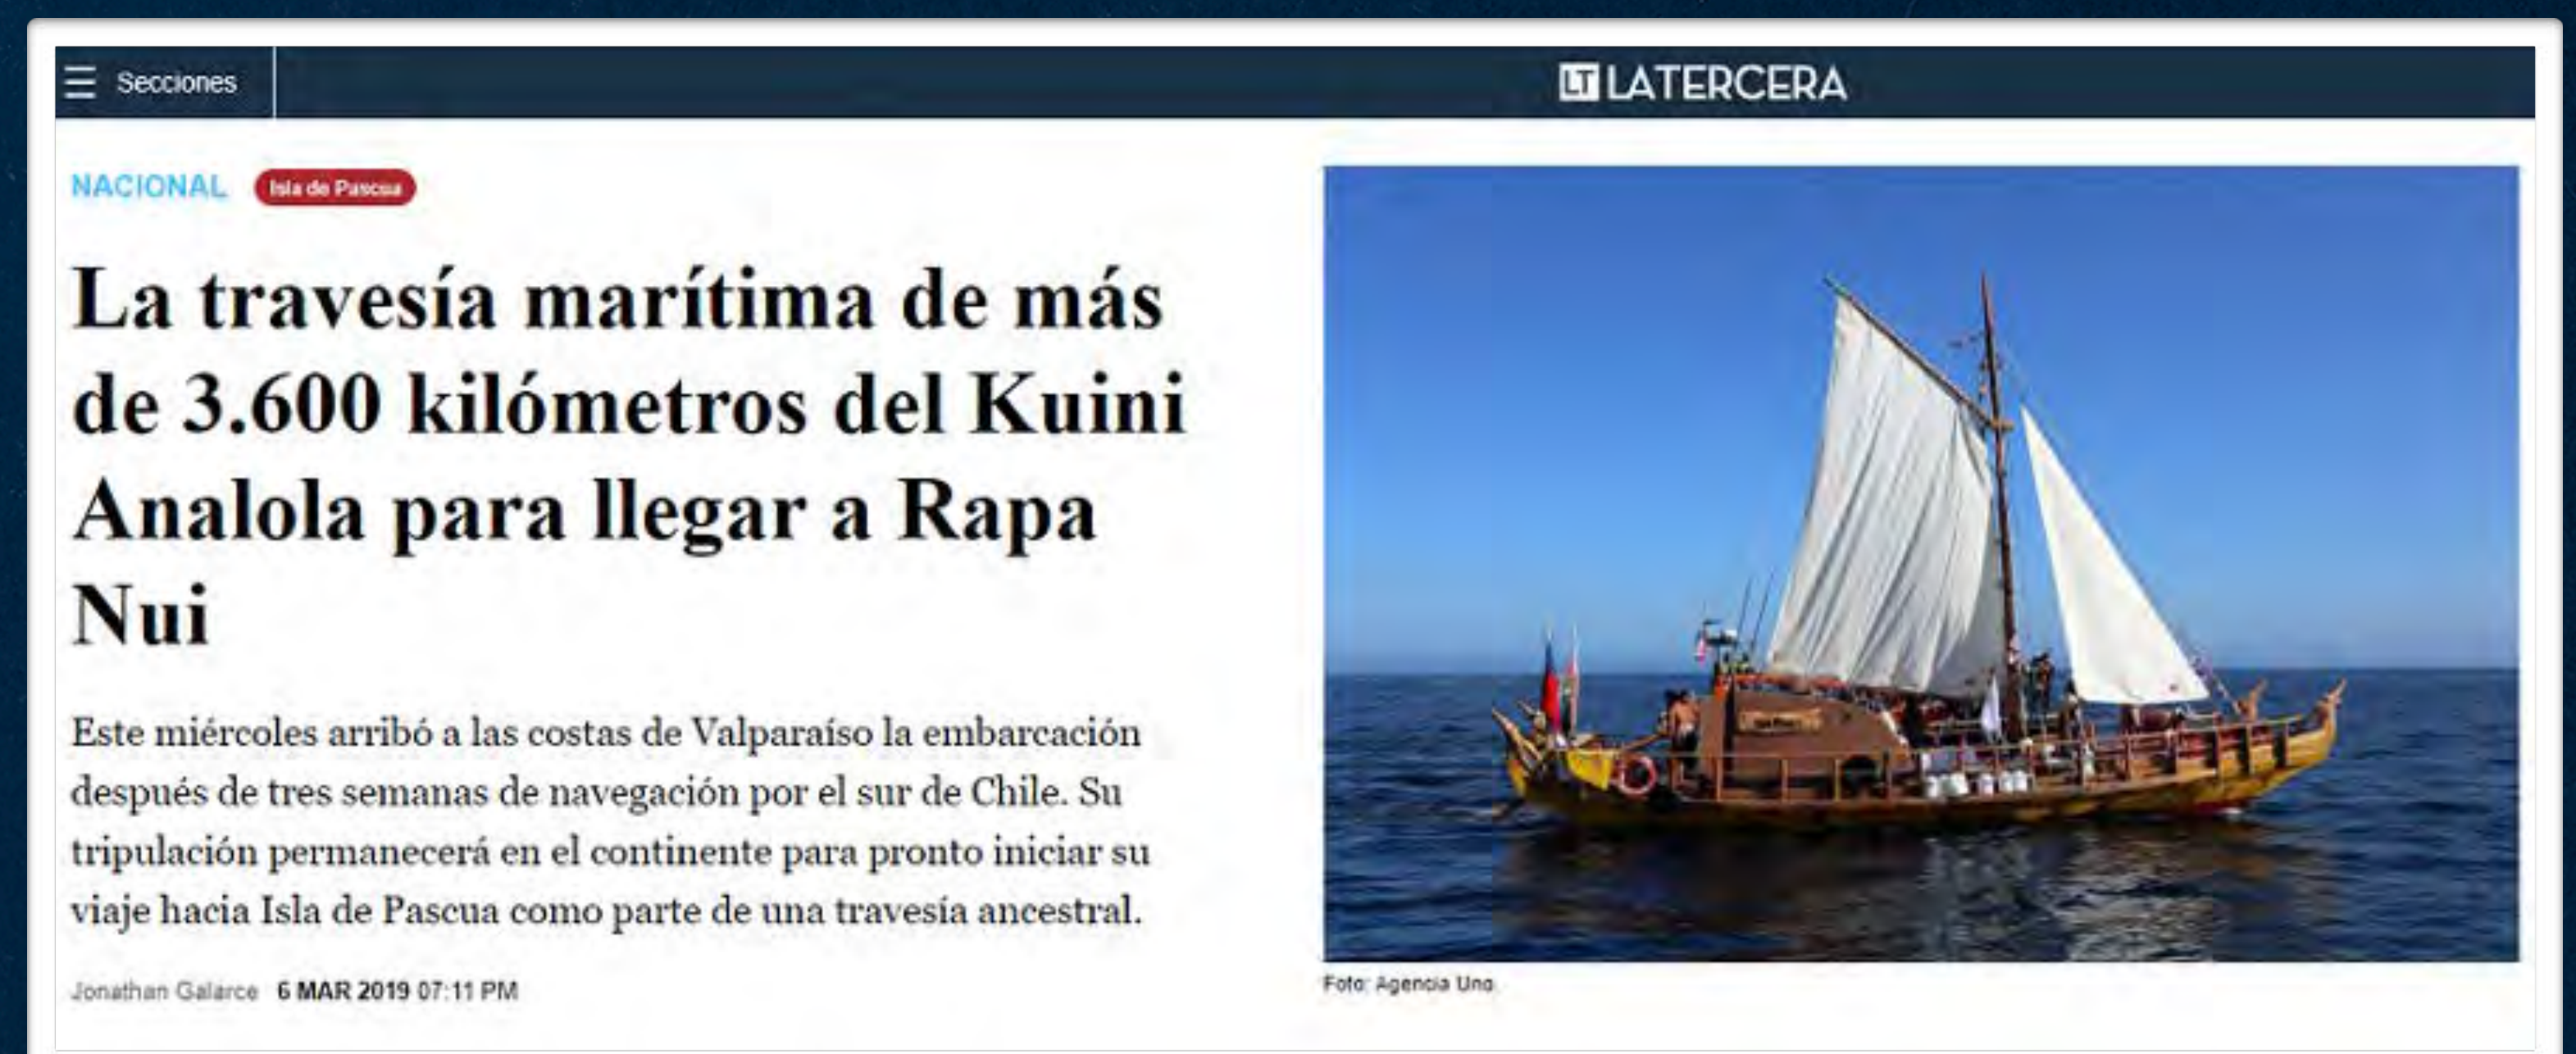 Secciones
LT LATERCERA
NACIONAL Isla de Pascua
La travesía marítima de más
de 3.600 kilómetros del Kuini
Analola para llegar a Rapa
Nui
Este miércoles arribó a las costas de Valparaíso la embarcación
después de tres semanas de navegación por el sur de Chile. Su
tripulación permanecerá en el continente para pronto iniciar su
viaje hacia Isla de Pascua como parte de una travesía ancestral.
Jonathan Galarce 6 MAR 2019 07:11 PM
Foto: Agencia Uno